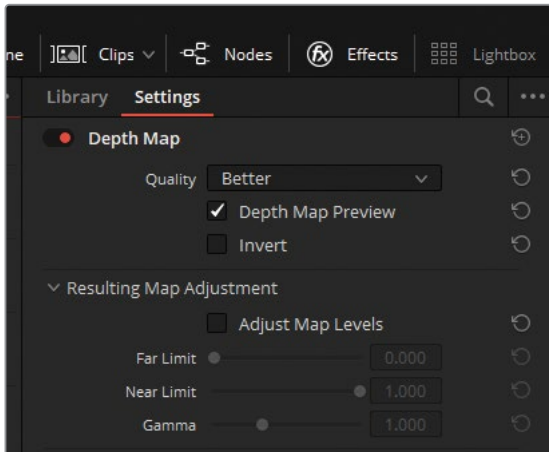 ne Clips Nodes fx Effects Lightbox
Library Settings
Depth Map
Quality Better
Depth Map Preview
Invert
Resulting Map Adjustment
Adjust Map Levels
Far Limit 0.000
Near Limit 1.000
Gamma 1.000